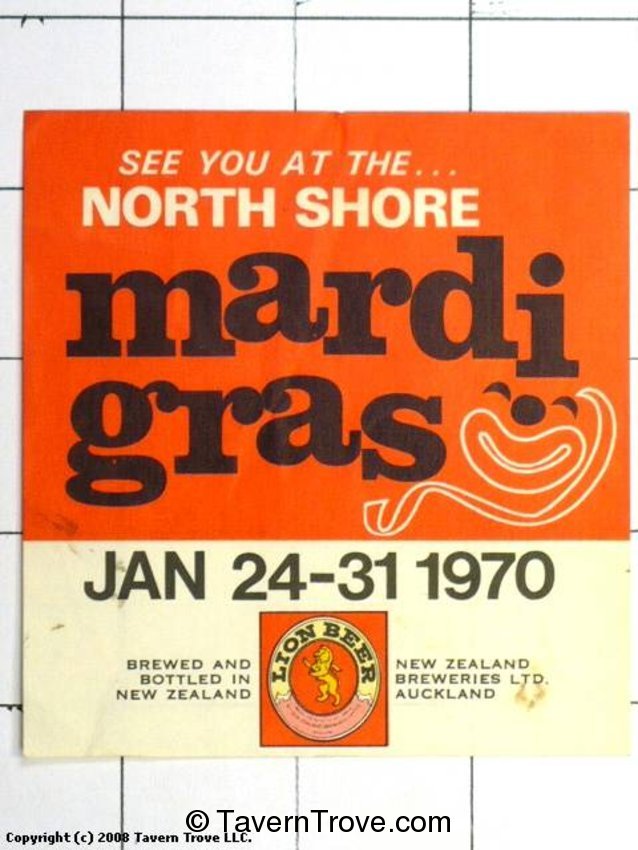 SEE YOU AT THE...
NORTH SHORE
mardi
gras
JAN 24-31 1970
BREWED AND
BOTTLED IN
NEW ZEALAND
LION BEER
NEW ZEALAND
BREWERIES LTD.
AUCKLAND
© TavernTrove.com
Copyright (c) 2008 Tavern Trove LLC.